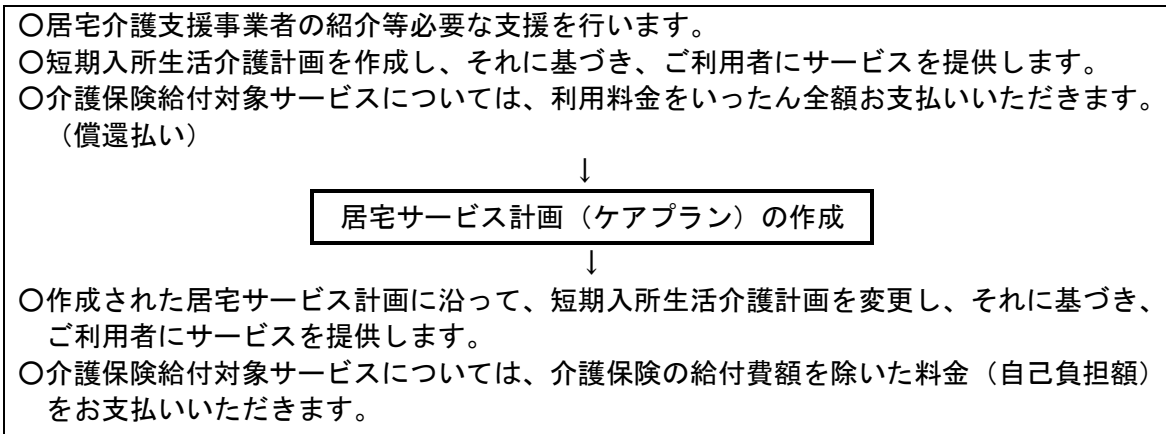 〇居宅介護支援事業者の紹介等必要な支援を行います。
〇短期入所生活介護計画を作成し、それに基づき、ご利用者にサービスを提供します。
〇介護保険給付対象サービスについては、利用料金をいったん全額お支払いいただきます。
（償還払い）
↓
居宅サービス計画（ケアプラン）の作成
↓
〇作成された居宅サービス計画に沿って、短期入所生活介護計画を変更し、それに基づき、
ご利用者にサービスを提供します。
〇介護保険給付対象サービスについては、介護保険の給付費額を除いた料金（自己負担額）
をお支払いいただきます。